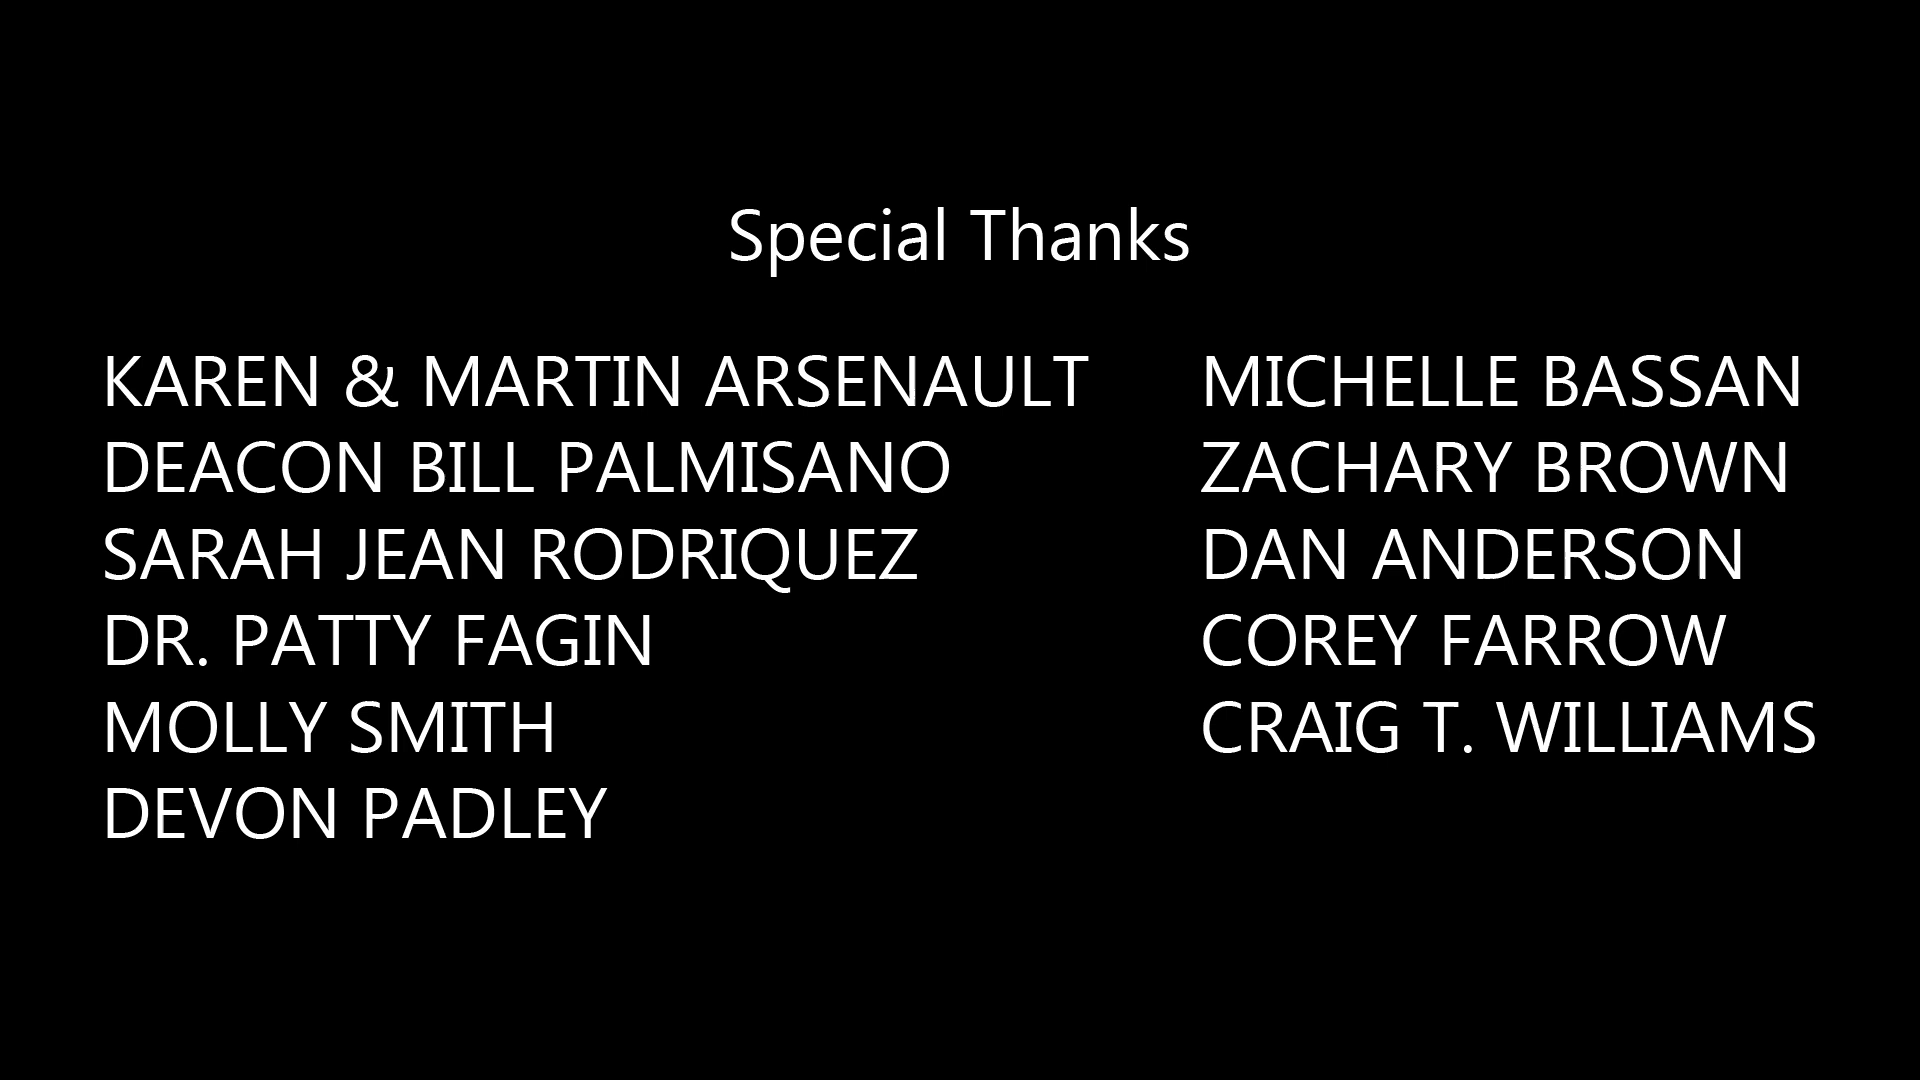 Special Thanks
KAREN & MARTIN ARSENAULT
DEACON BILL PALMISANO
SARAH JEAN RODRIQUEZ
DR. PATTY FAGIN
MOLLY SMITH
DEVON PADLEY
MICHELLE BASSAN
ZACHARY BROWN
DAN ANDERSON
COREY FARROW
CRAIG T. WILLIAMS